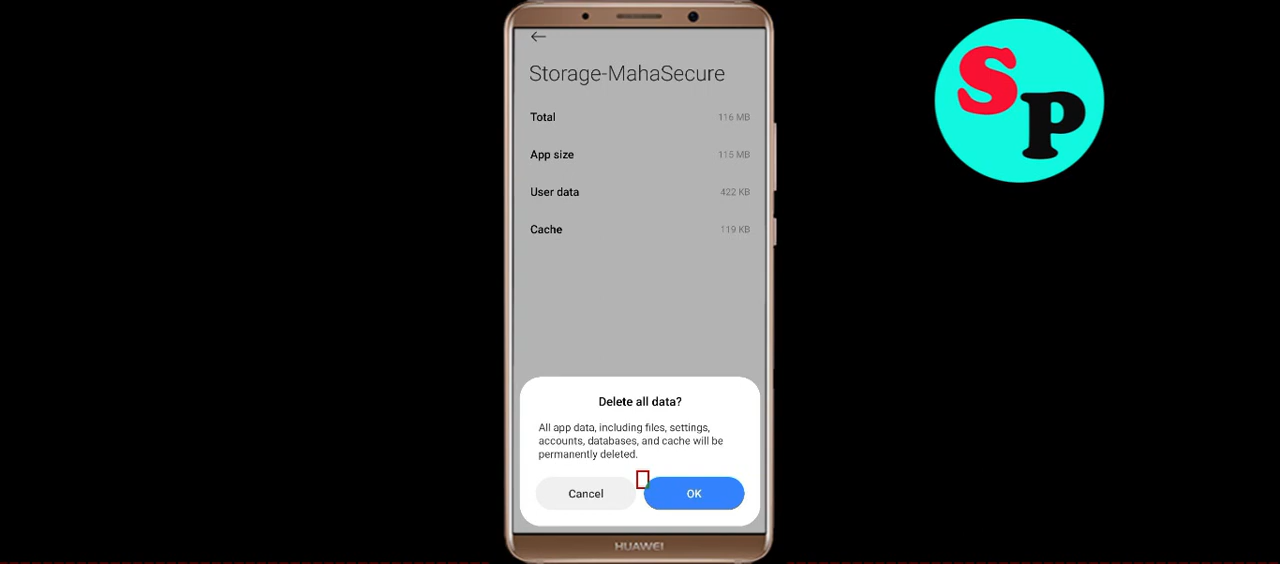 Storage-MahaSecure
Total 116 MB
App size 115 MB
User data 422 KB
Cache 119 KB
Delete all data?
All app data, including files, settings,
accounts, databases, and cache will be
permanently deleted.
Cancel OK
HUAWEI
SP